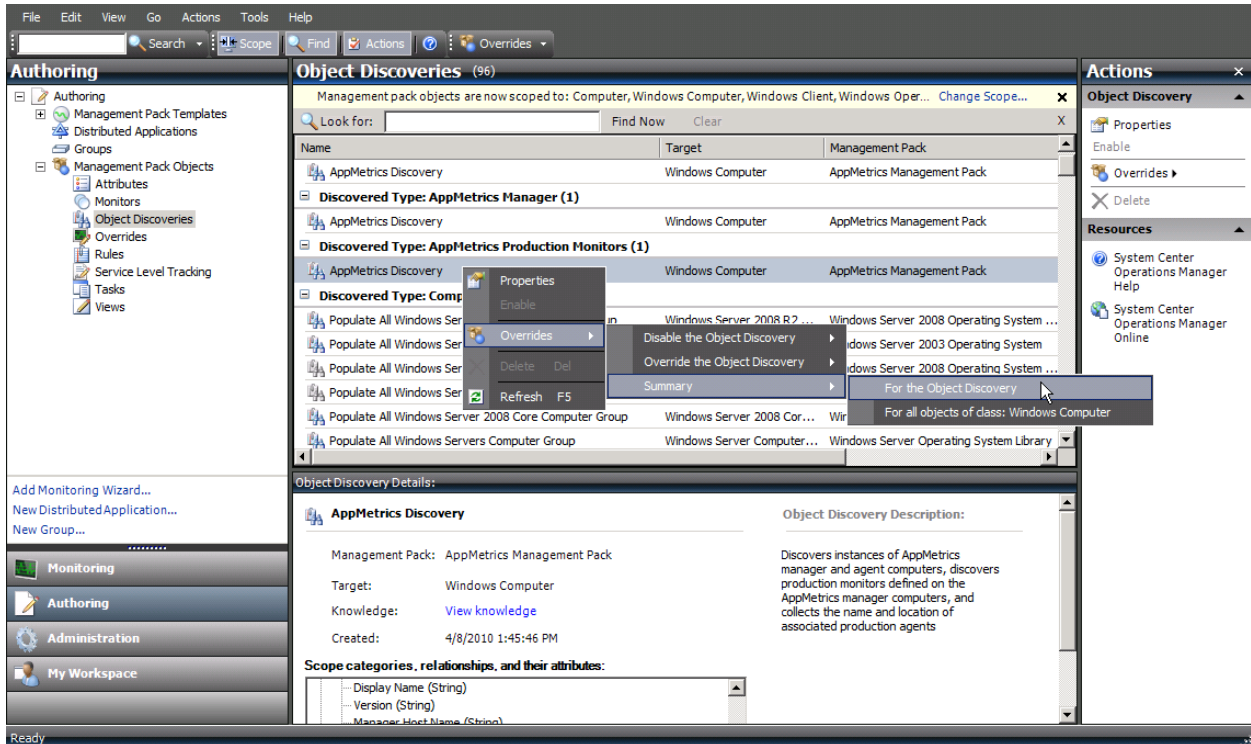 File Edit View Go Actions Tools Help
Search Scope Find Actions Overrides
Authoring
Authoring
Management Pack Templates
Distributed Applications
Groups
Management Pack Objects
Attributes
Monitors
Object Discoveries
Overrides
Rules
Service Level Tracking
Tasks
Views
Add Monitoring Wizard...
New Distributed Application...
New Group...
Monitoring
Authoring
Administration
My Workspace
Object Discoveries (96)
Management pack objects are now scoped to: Computer, Windows Computer, Windows Client, Windows Oper... Change Scope... x
Look for: Find Now Clear X
Name Target Management Pack
AppMetrics Discovery Windows Computer AppMetrics Management Pack
Discovered Type: AppMetrics Manager (1)
AppMetrics Discovery Windows Computer AppMetrics Management Pack
Discovered Type: AppMetrics Production Monitors (1)
AppMetrics Discovery Windows Computer AppMetrics Management Pack
Discovered Type: Comp
Populate All Windows Ser Windows Server 2008 R2 ... Windows Server 2008 Operating System ...
Populate All Windows Ser dows Server 2003 Operating System
Populate All Windows Ser dows Server 2008 Operating System ...
Populate All Windows Ser
Populate All Windows Server 2008 Core Computer Group Windows Server 2008 Cor...
Populate All Windows Servers Computer Group Windows Server Computer... Windows Server Operating System Library
Properties
Enable
Overrides
Delete Del
Refresh F5
Disable the Object Discovery
Override the Object Discovery
Summary
For the Object Discovery
For all objects of class: Windows Computer
Object Discovery Details:
AppMetrics Discovery
Management Pack: AppMetrics Management Pack
Target: Windows Computer
Knowledge: View knowledge
Created: 4/8/2010 1:45:46 PM
Scope categories, relationships, and their attributes:
Display Name (String)
Version (String)
Manager Host Name (String)
Object Discovery Description:
Discovers instances of AppMetrics
manager and agent computers, discovers
production monitors defined on the
AppMetrics manager computers, and
collects the name and location of
associated production agents
Actions x
Object Discovery
Properties
Enable
Overrides
Delete
Resources
System Center
Operations Manager
Help
System Center
Operations Manager
Online
Ready